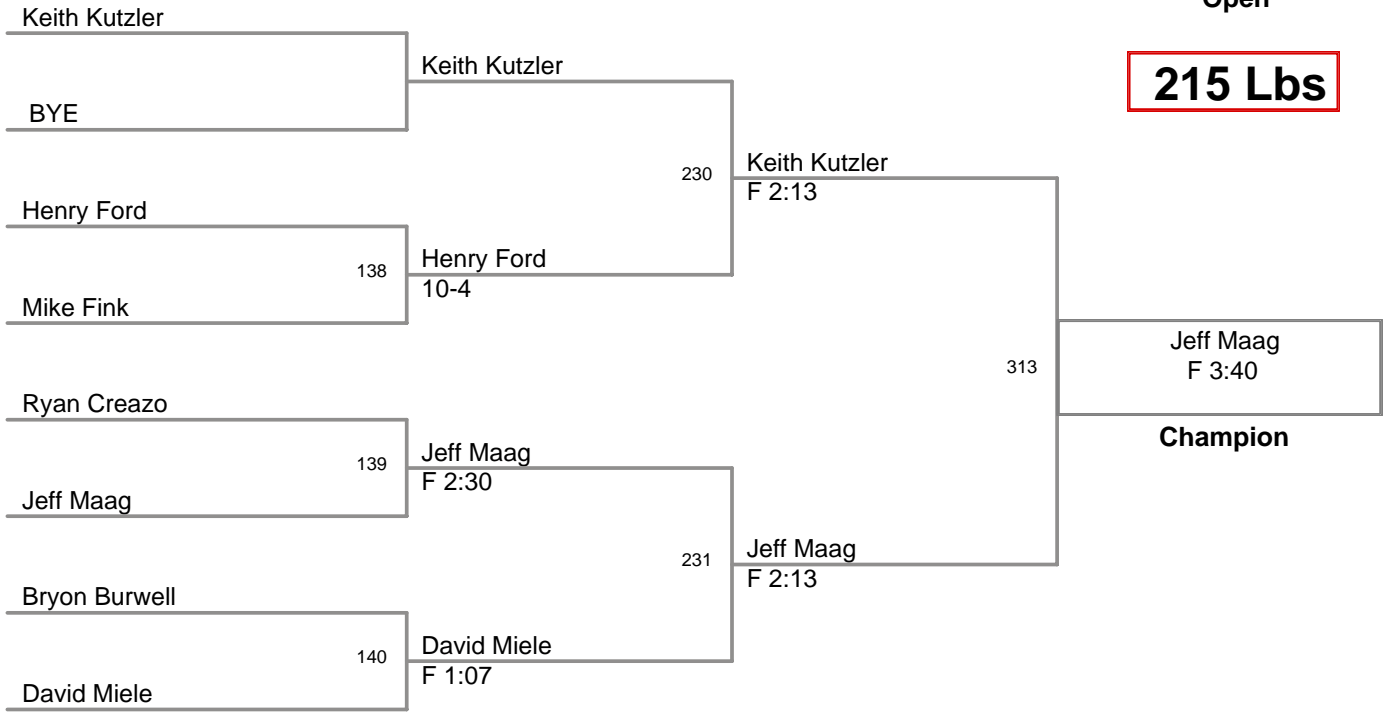 Open
215 Lbs
Keith Kutzler
BYE
Henry Ford
Mike Fink
Ryan Creazo
Jeff Maag
Bryon Burwell
David Miele
138
139
140
Keith Kutzler
Henry Ford
10-4
Jeff Maag
F 2:30
David Miele
F 1:07
230
231
Keith Kutzler
F 2:13
Jeff Maag
F 2:13
313
Jeff Maag
F 3:40
Champion